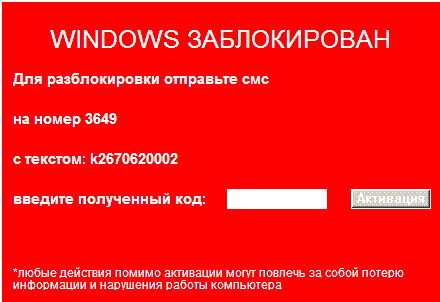 WINDOWS ЗАБЛОКИРОВАН
Для разблокировки отправьте смс
на номер 3649
с текстом: k2670620002
введите полученный код:
Активация
*любые действия помимо активации могут повлечь за собой потерю
информации и нарушения работы компьютера